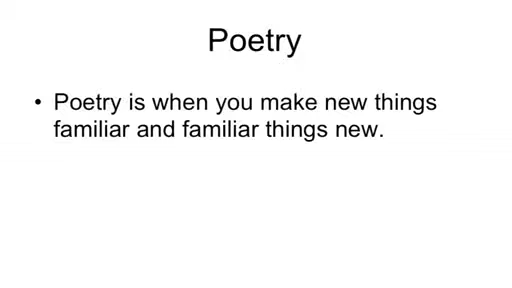 Poetry
• Poetry is when you make new things
familiar and familiar things new.